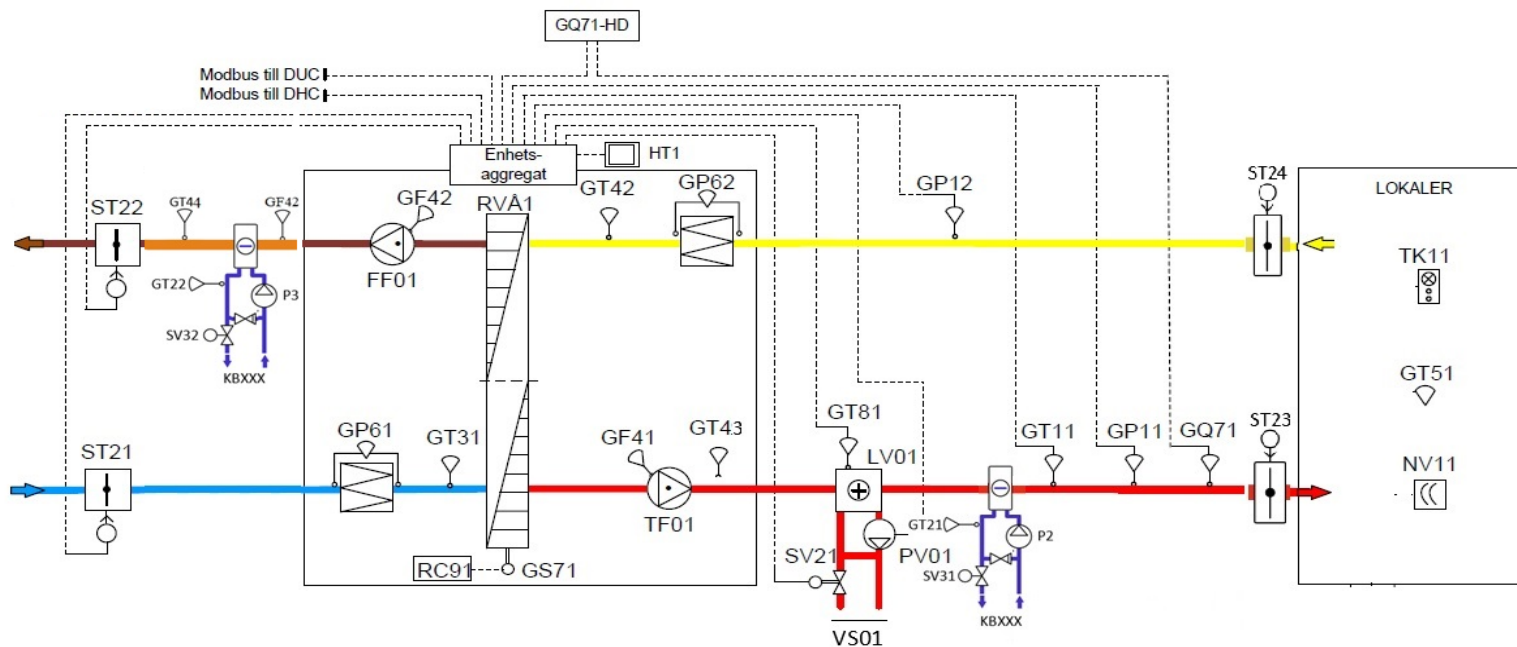 GQ71-HD
Modbus till DUC
Modbus till DHC
Enhets-
aggregat
HT1
ST22
GT44
GF42
GF42
RVÅ1
GT42
GP62
GP12
ST24
LOKALER
FF01
TK11
GT22
P3
SV32
KBXXX
GT51
ST21
GP61
GT31
GF41
GT43
GT81
LV01
GT11
GP11
GQ71
ST23
NV11
TF01
GT21
P2
PV01
SV21
SV31
RC91
GS71
KBXXX
VS01